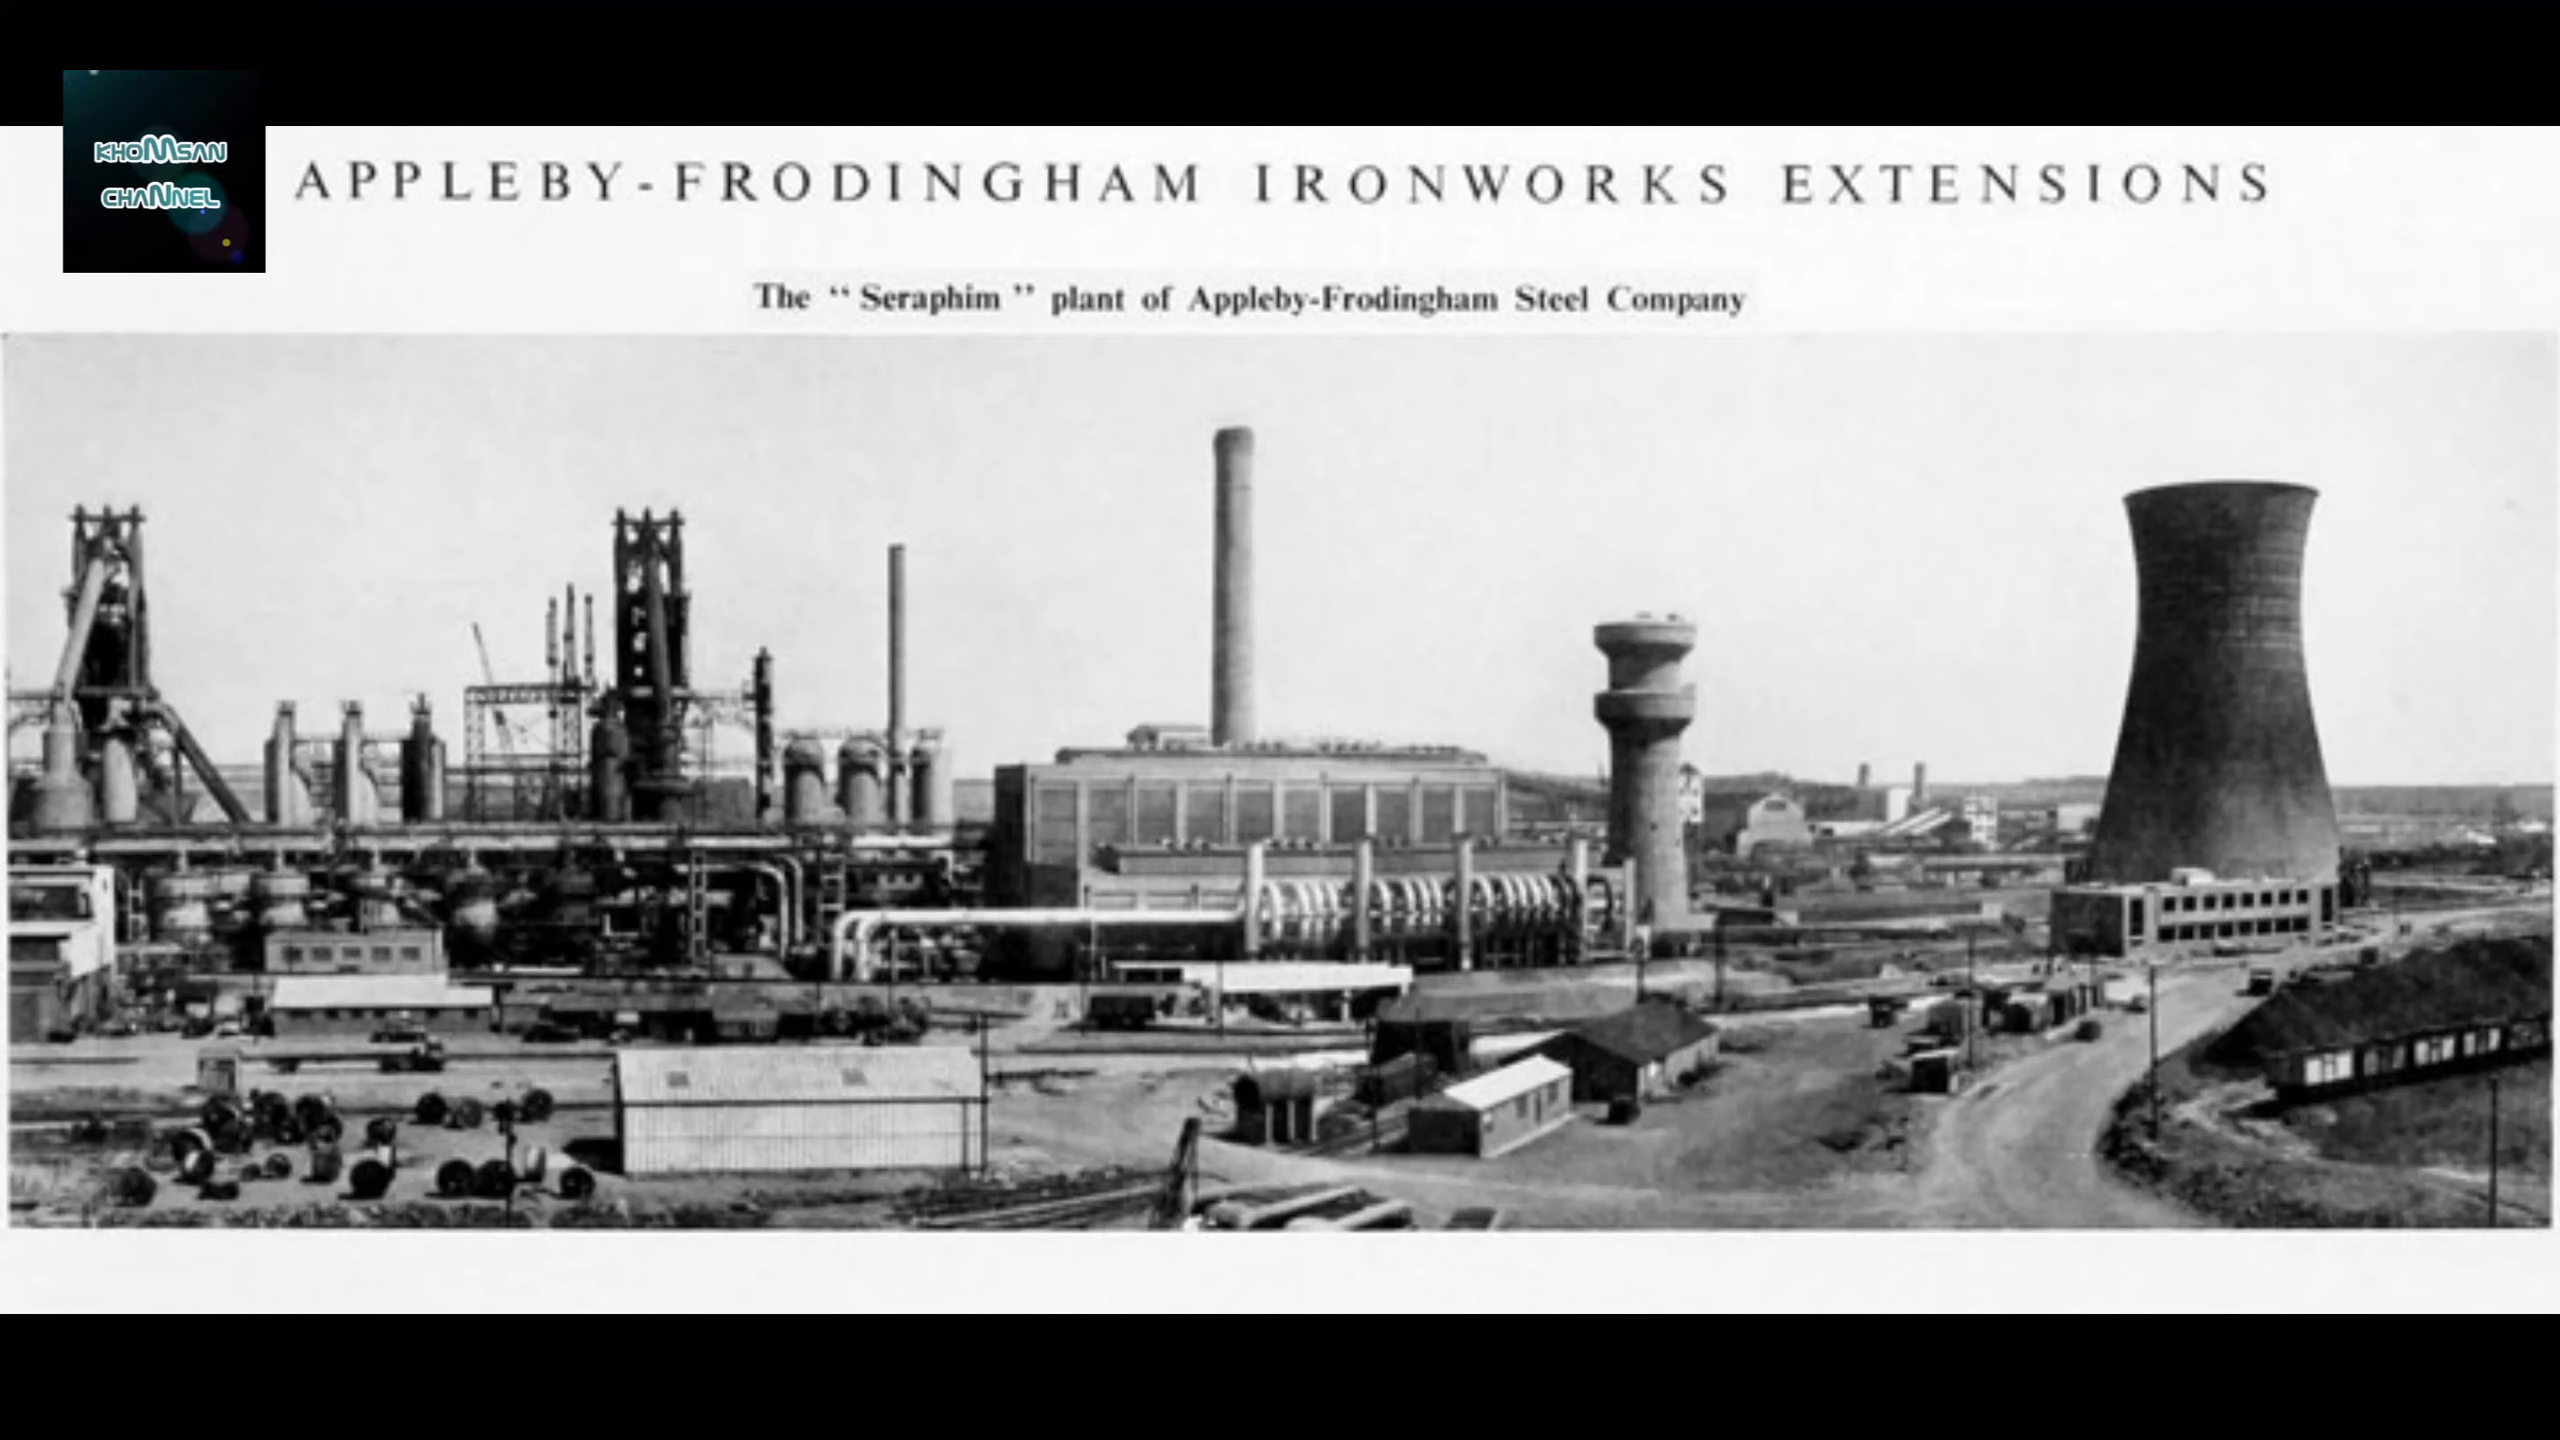 KHOMSAN
CHANNEL
APPLEBY-FRODINGHAM IRONWORKS EXTENSIONS
The “ Seraphim ” plant of Appleby-Frodingham Steel Company